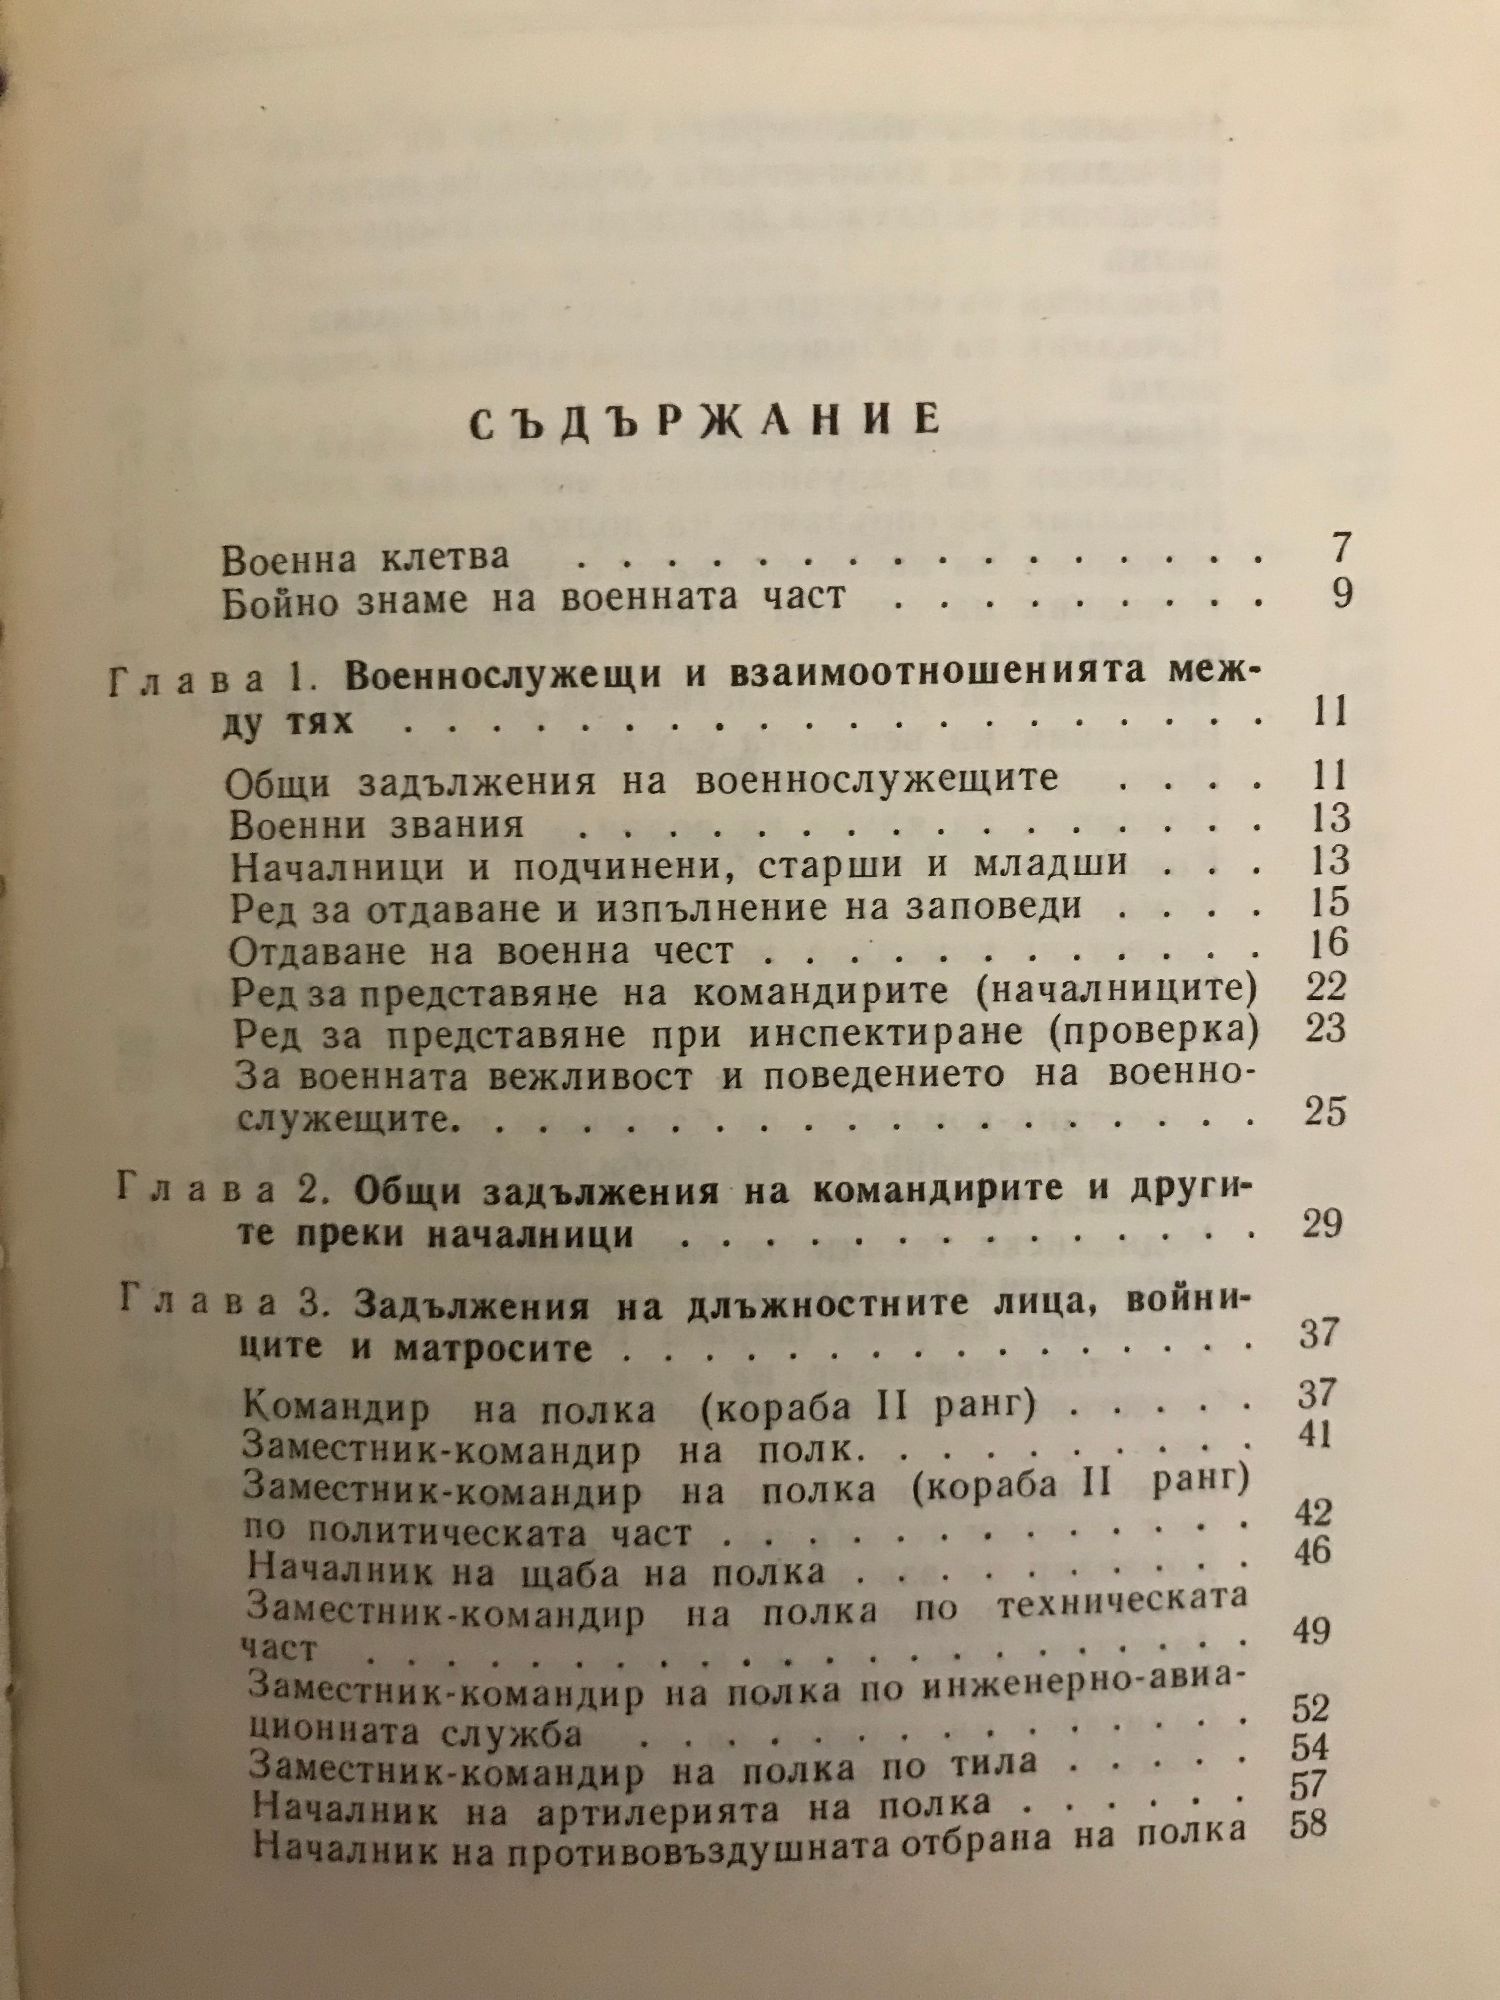 СЪДЪРЖАНИЕ
Военна клетва . . . . . . . . . . . . . . . . 7
Бойно знаме на военната част . . . . . . . . . 9
Глава 1. Военнослужещи и взаимоотношенията меж-
ду тях . . . . . . . . . . . . . . . . . . . . 11
Общи задължения на военнослужещите . . . . 11
Военни звания . . . . . . . . . . . . . . . . 13
Началници и подчинени, старши и младши . . . 13
Ред за отдаване и изпълнение на заповеди . . . . 15
Отдаване на военна чест . . . . . . . . . . . . 16
Ред за представяне на командирите (началниците) 22
Ред за представяне при инспектиране (проверка) 23
За военната вежливост и поведението на военно-
служещите. . . . . . . . . . . . . . . . . . . 25
Глава 2. Общи задължения на командирите и други-
те преки началници . . . . . . . . . . . . . . 29
Глава 3. Задължения на длъжностните лица, войни-
ците и матросите . . . . . . . . . . . . . . . 37
Командир на полка (кораба II ранг) . . . . . 37
Заместник-командир на полк. . . . . . . . . . 41
Заместник-командир на полка (кораба II ранг)
по политическата част . . . . . . . . . . . . . 42
Началник на щаба на полка . . . . . . . . . . 46
Заместник-командир на полка по техническата
част . . . . . . . . . . . . . . . . . . . . 49
Заместник-командир на полка по инженерно-авиа-
ционната служба . . . . . . . . . . . . . . 52
Заместник-командир на полка по тила . . . . . 54
Началник на артилерията на полка . . . . . . 57
Началник на противовъздушната отбрана на полка 58